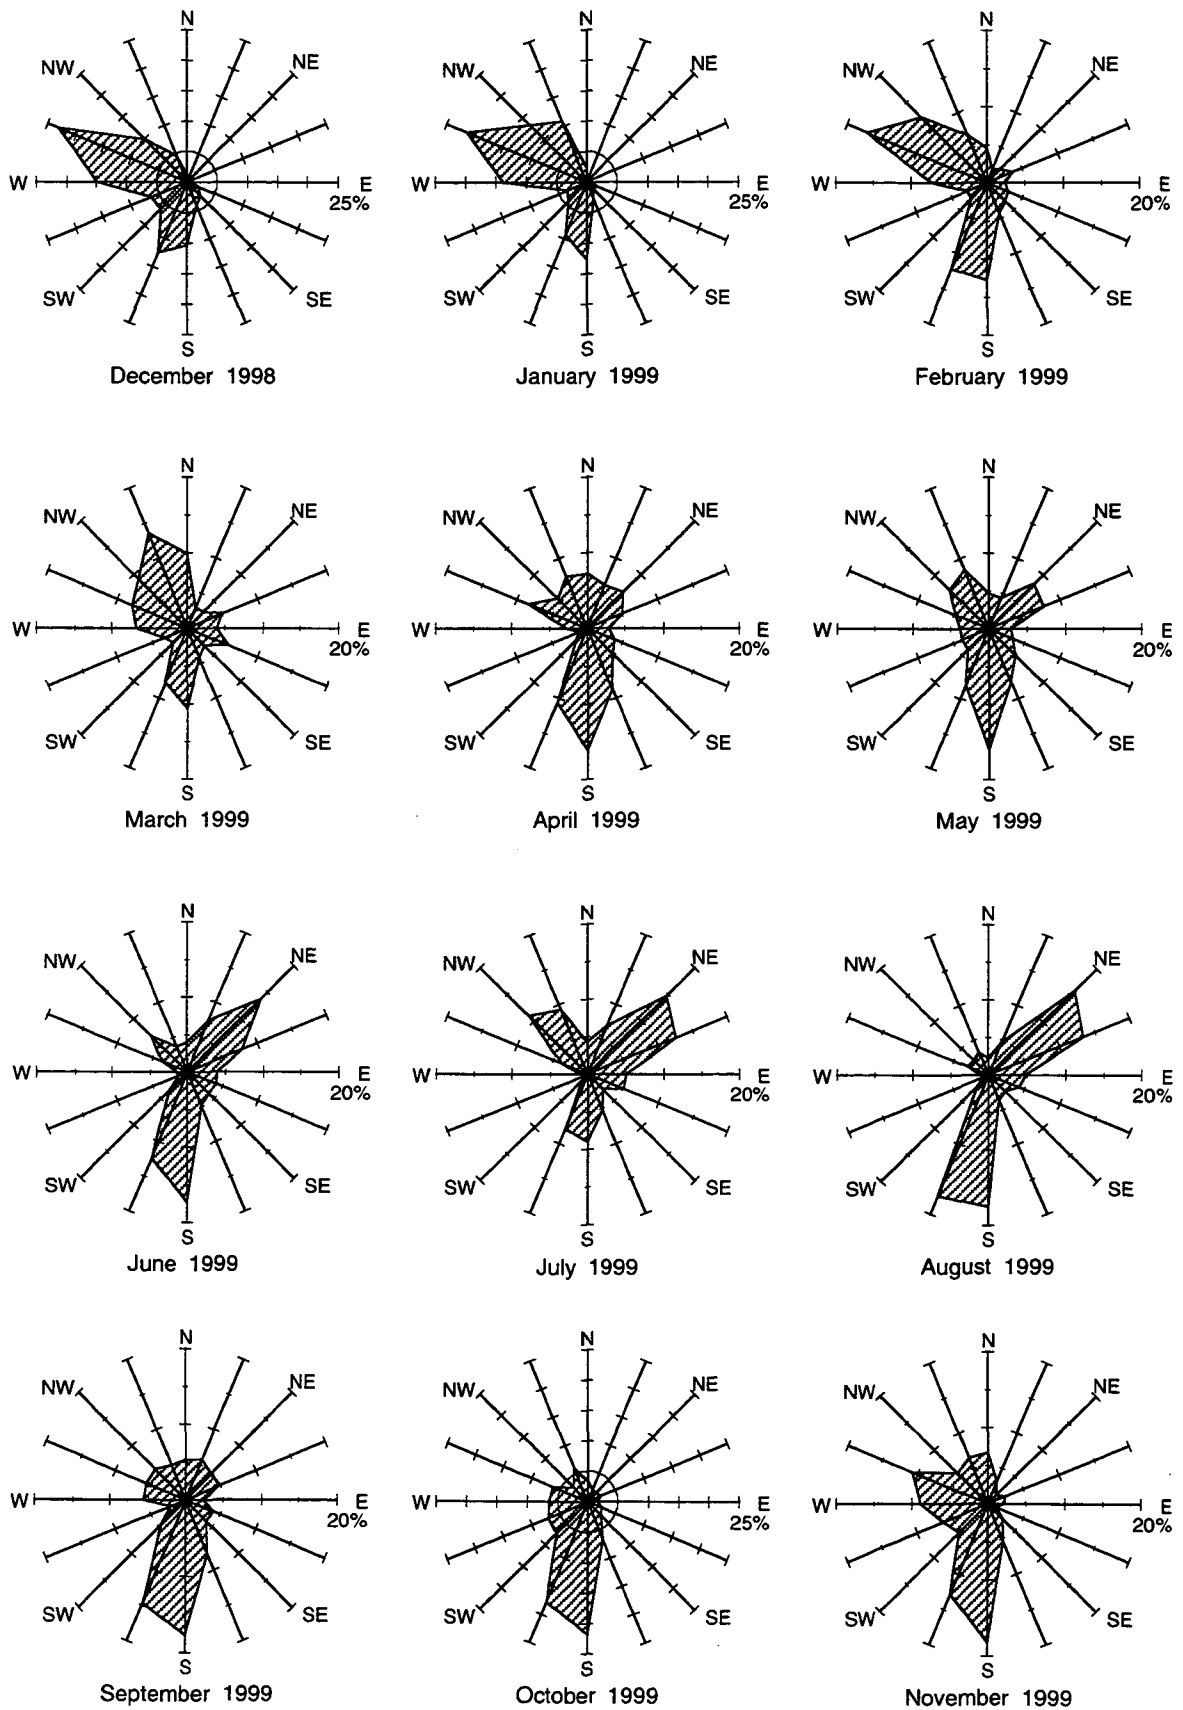 N N N
NW NE NW NE NW NE
W E W E W E
25% 25% 20%
SW SE SW SE SW SE
S S S
December 1998 January 1999 February 1999
N N N
NW NE NW NE NW NE
W E W E W E
20% 20% 20%
SW SE SW SE SW SE
S S S
March 1999 April 1999 May 1999
N N N
NW NE NW NE NW NE
W E W E W E
20% 20% 20%
SW SE SW SE SW SE
S S S
June 1999 July 1999 August 1999
N N N
NW NE NW NE NW NE
W E W E W E
20% 25% 20%
SW SE SW SE SW SE
S S S
September 1999 October 1999 November 1999